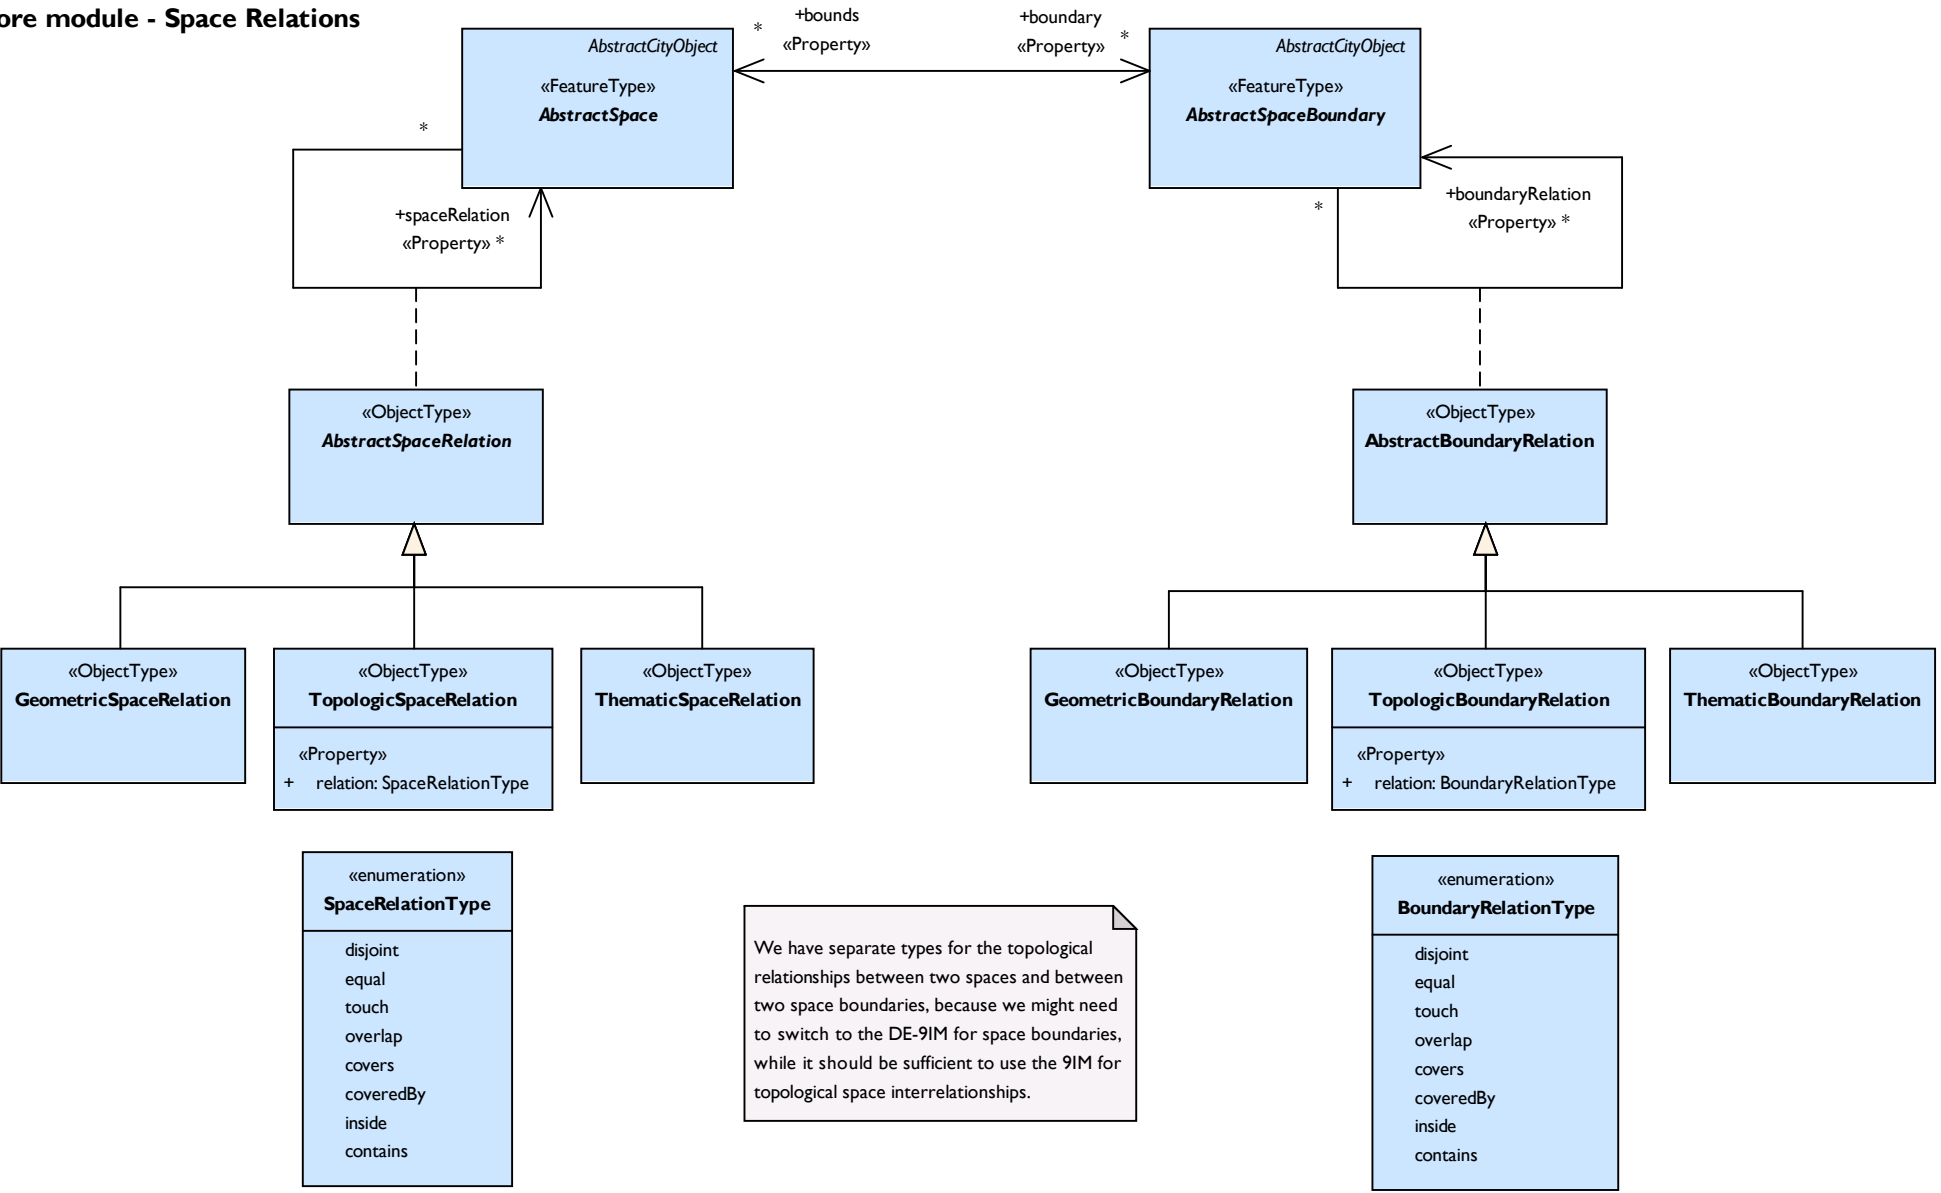 ore module - Space Relations
+bounds
«Property»
*
+boundary
«Property»
*
AbstractCityObject
«FeatureType»
AbstractSpace
AbstractCityObject
«FeatureType»
AbstractSpaceBoundary
*
+spaceRelation
«Property» *
*
+boundaryRelation
«Property» *
«ObjectType»
AbstractSpaceRelation
«ObjectType»
AbstractBoundaryRelation
«ObjectType»
GeometricSpaceRelation
«ObjectType»
TopologicSpaceRelation
«Property»
+ relation: SpaceRelationType
«ObjectType»
ThematicSpaceRelation
«ObjectType»
GeometricBoundaryRelation
«ObjectType»
TopologicBoundaryRelation
«Property»
+ relation: BoundaryRelationType
«ObjectType»
ThematicBoundaryRelation
«enumeration»
SpaceRelationType
disjoint
equal
touch
overlap
covers
coveredBy
inside
contains
We have separate types for the topological
relationships between two spaces and between
two space boundaries, because we might need
to switch to the DE-9IM for space boundaries,
while it should be sufficient to use the 9IM for
topological space interrelationships.
«enumeration»
BoundaryRelationType
disjoint
equal
touch
overlap
covers
coveredBy
inside
contains